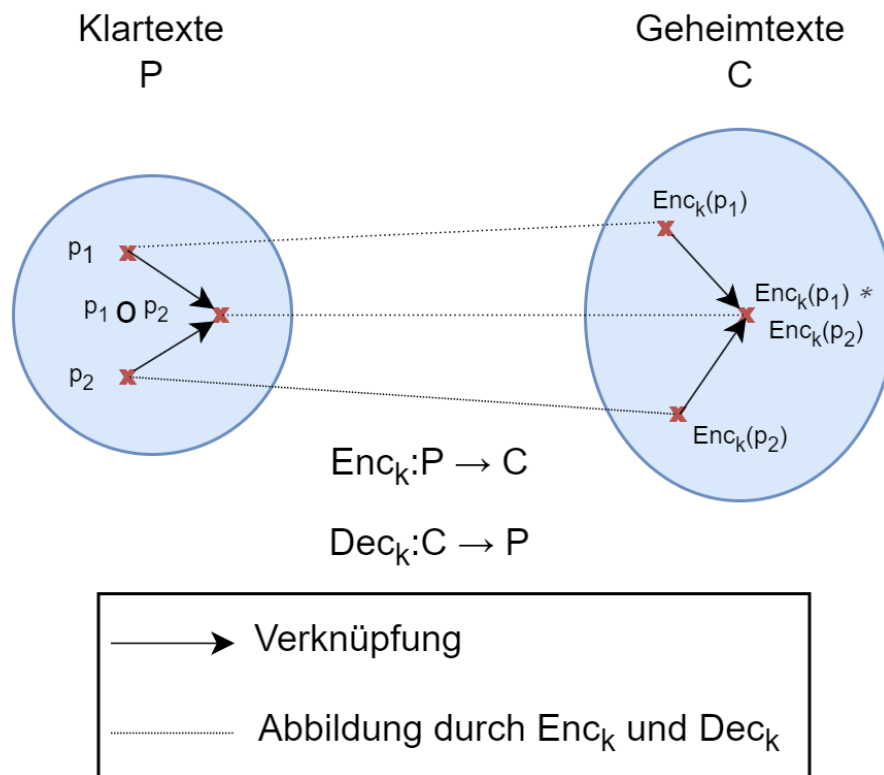 Klartexte
P
Geheimtexte
C
p₁
p₁ o p₂
p₂
Encₖ(p₁)
Encₖ(p₁) *
Encₖ(p₂)
Encₖ(p₂)
Encₖ:P → C
Decₖ:C → P
Verknüpfung
Abbildung durch Encₖ und Decₖ